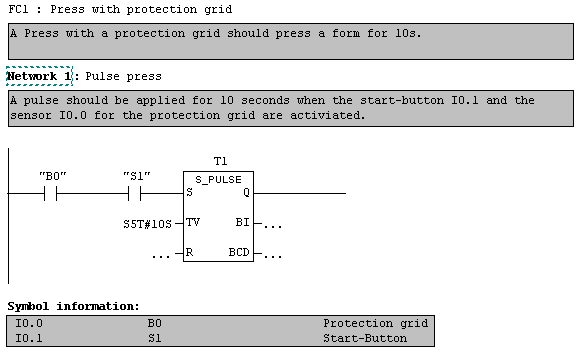 FC1 : Press with protection grid
A Press with a protection grid should press a form for 10s.
Network 1: Pulse press
A pulse should be applied for 10 seconds when the start-button I0.1 and the
sensor I0.0 for the protection grid are activiated.
T1
"B0" "S1" S_PULSE
S Q
S5T#10S TV BI ...
... R BCD ...
Symbol information:
I0.0 B0 Protection grid
I0.1 S1 Start-Button